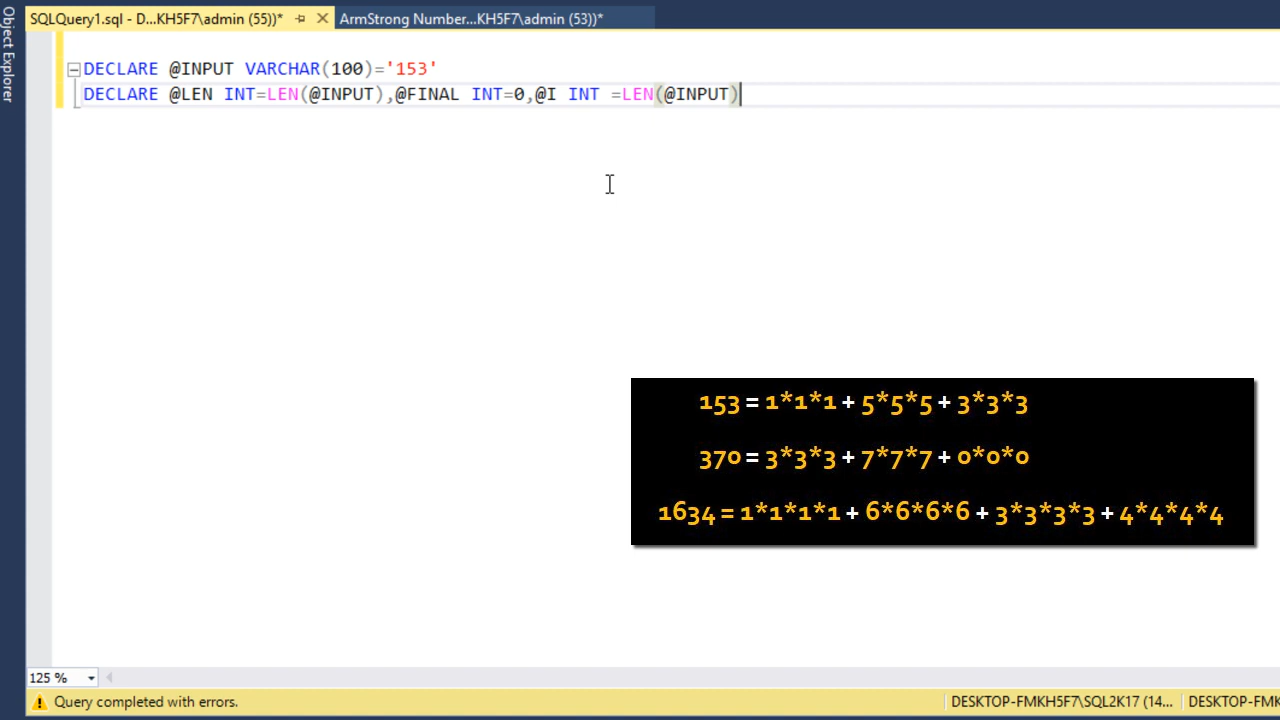 Object Explorer
SQLQuery1.sql - D...KH5F7\admin (55))*
ArmStrong Number...KH5F7\admin (53))*
DECLARE @INPUT VARCHAR(100)='153'
DECLARE @LEN INT=LEN(@INPUT),@FINAL INT=0,@I INT =LEN(@INPUT)
153 = 1*1*1 + 5*5*5 + 3*3*3
370 = 3*3*3 + 7*7*7 + 0*0*0
1634 = 1*1*1*1 + 6*6*6*6 + 3*3*3*3 + 4*4*4*4
125 %
Query completed with errors.
DESKTOP-FMKH5F7\SQL2K17 (14...
DESKTOP-FMK